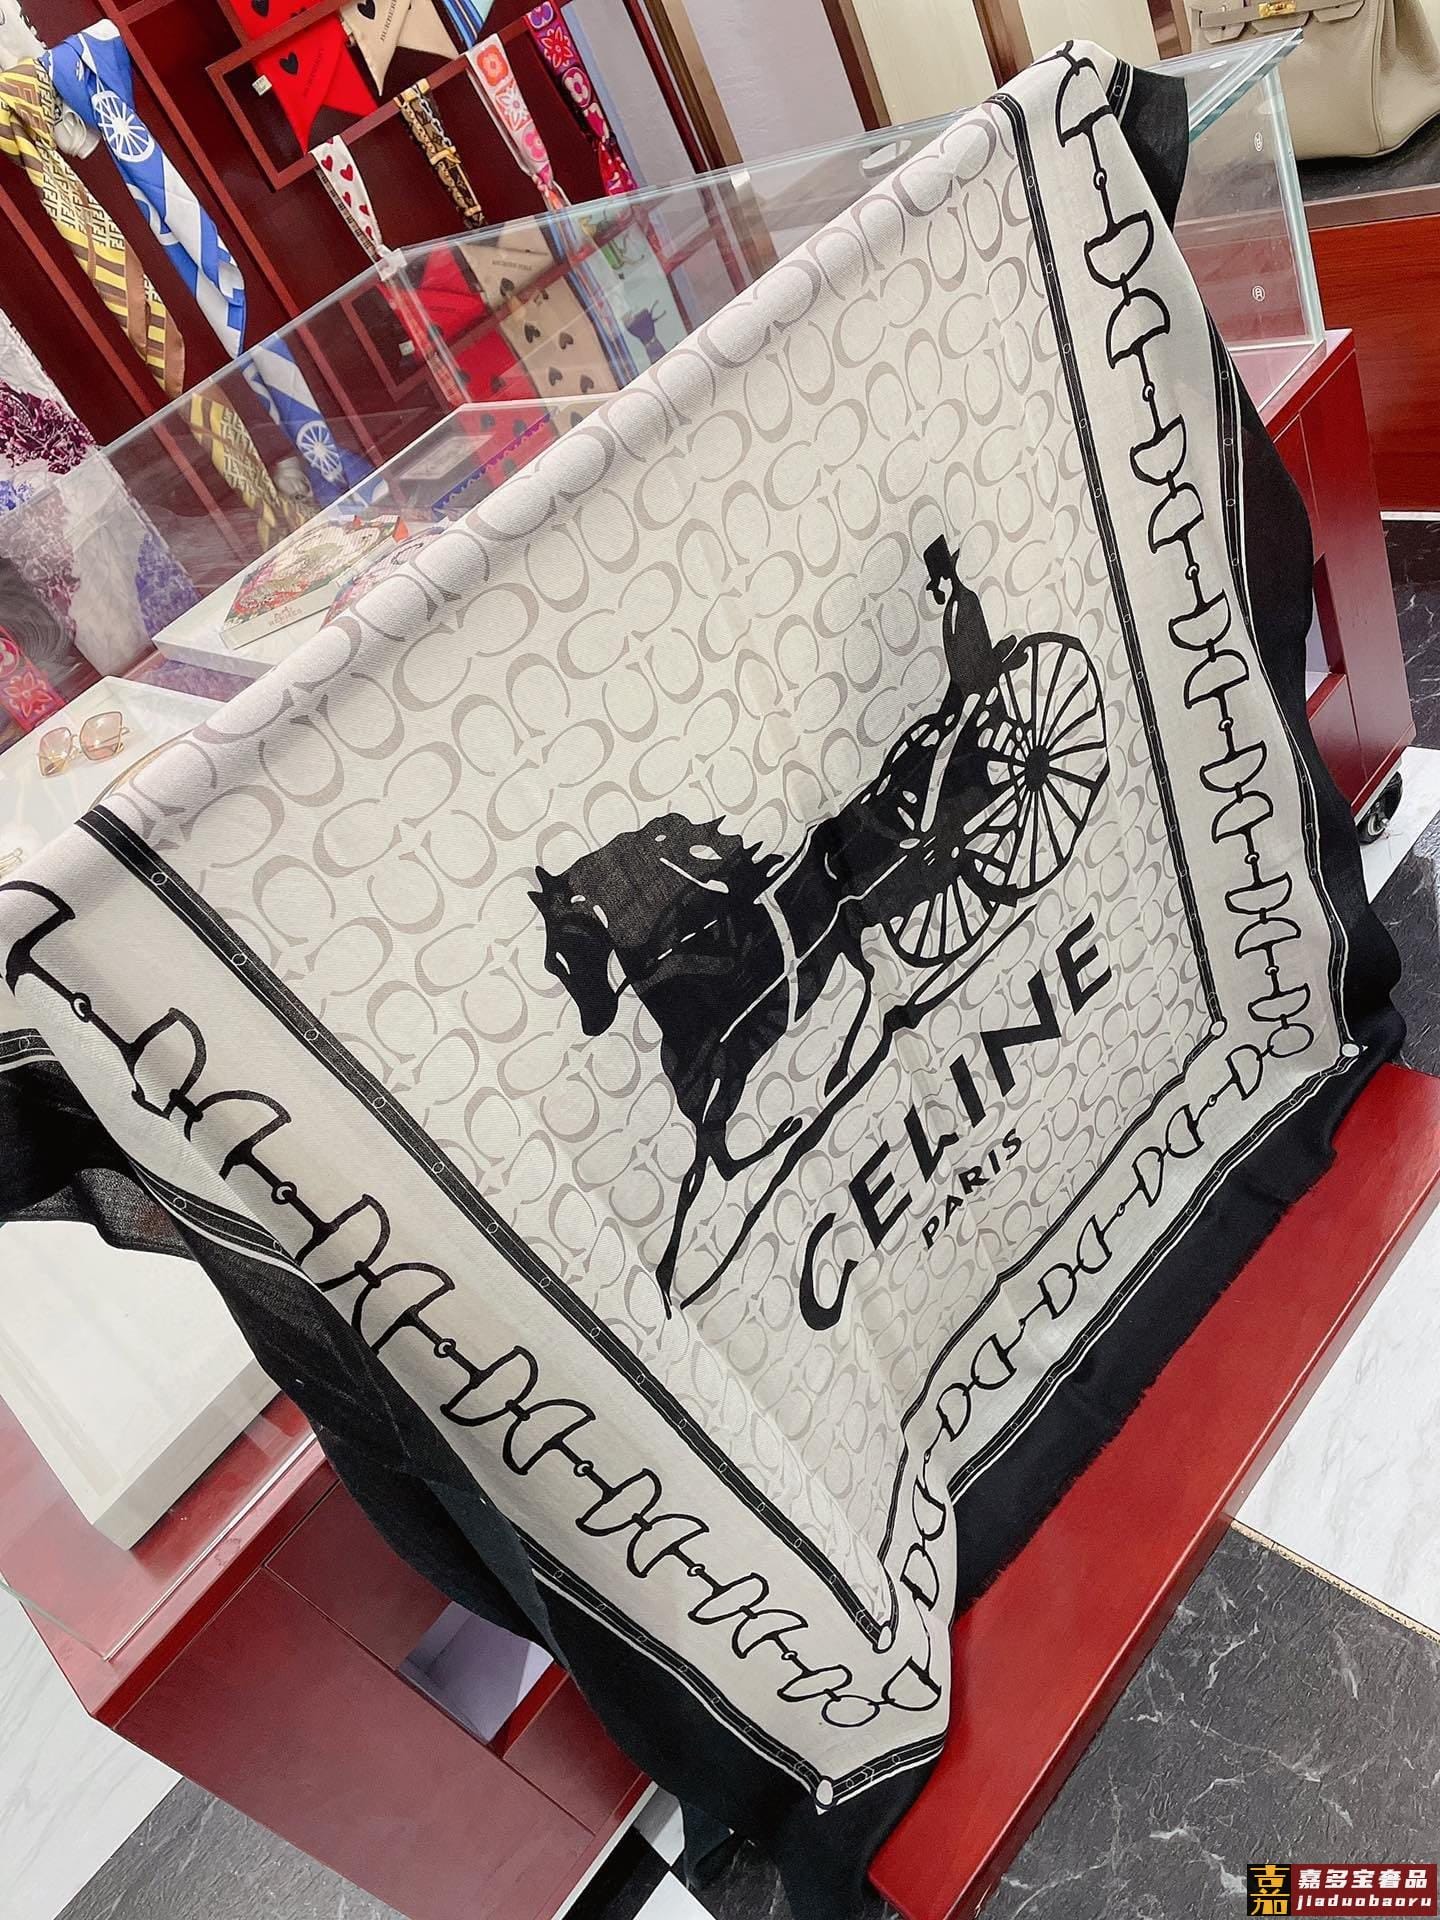 CELINE
PARIS
嘉多宝奢品
jiaduobaoru